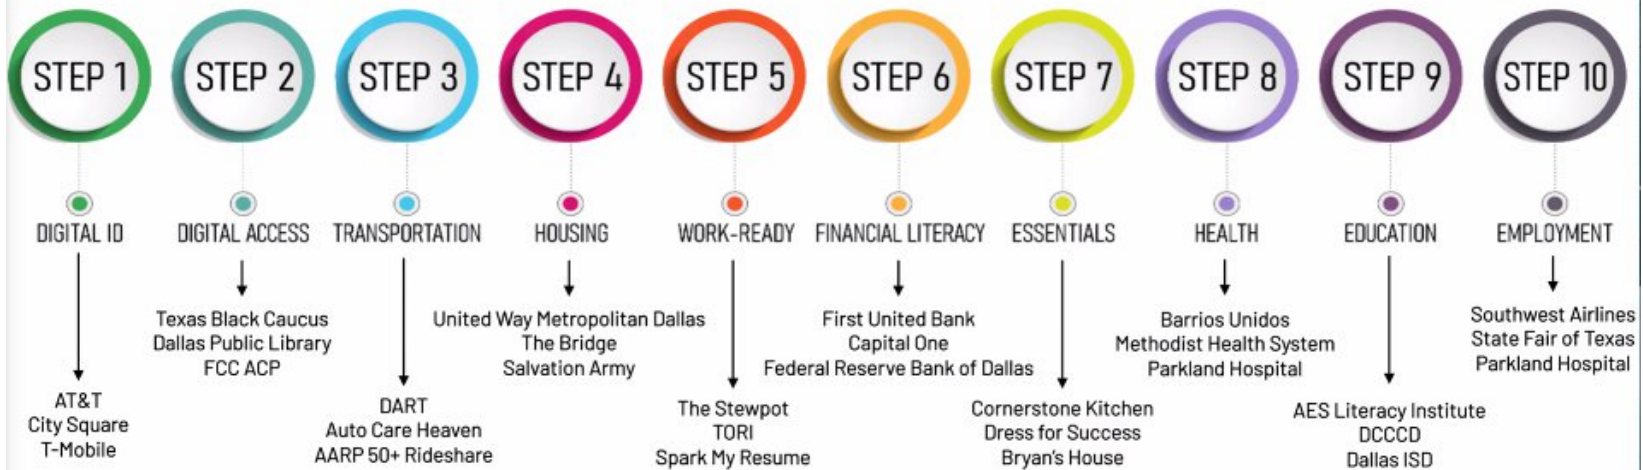 STEP 1
STEP 2
STEP 3
STEP 4
STEP 5
STEP 6
STEP 7
STEP 8
STEP 9
STEP 10
DIGITAL ID
DIGITAL ACCESS
TRANSPORTATION
HOUSING
WORK-READY
FINANCIAL LITERACY
ESSENTIALS
HEALTH
EDUCATION
EMPLOYMENT
AT&T
City Square
T-Mobile
Texas Black Caucus
Dallas Public Library
FCC ACP
DART
Auto Care Heaven
AARP 50+ Rideshare
United Way Metropolitan Dallas
The Bridge
Salvation Army
The Stewpot
TORI
Spark My Resume
First United Bank
Capital One
Federal Reserve Bank of Dallas
Cornerstone Kitchen
Dress for Success
Bryan's House
Barrios Unidos
Methodist Health System
Parkland Hospital
AES Literacy Institute
DCCCD
Dallas ISD
Southwest Airlines
State Fair of Texas
Parkland Hospital